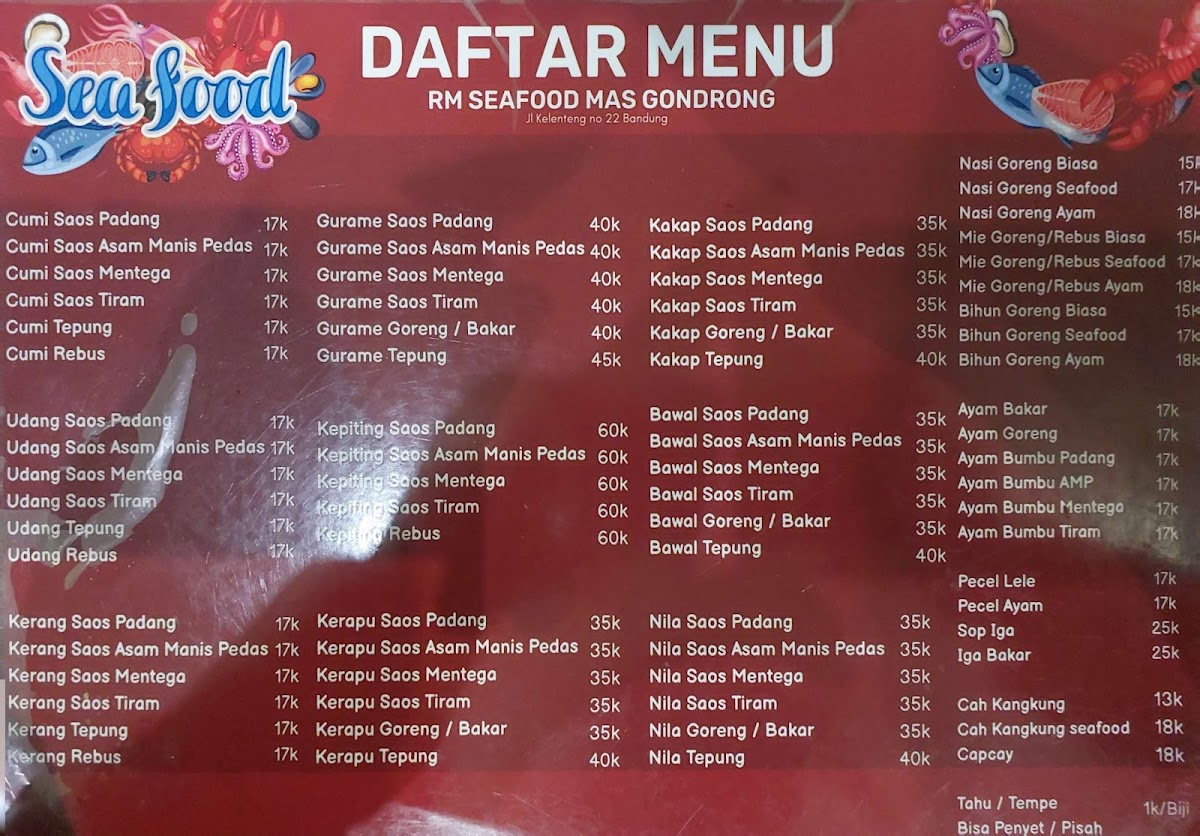 Sea food
DAFTAR MENU
RM SEAFOOD MAS GONDRONG
Jl Kelenteng no 22 Bandung
Cumi Saos Padang 17k
Cumi Saos Asam Manis Pedas 17k
Cumi Saos Mentega 17k
Cumi Saos Tiram 17k
Cumi Tepung 17k
Cumi Rebus 17k
Udang Saos Padang 17k
Udang Saos Asam Manis Pedas 17k
Udang Saos Mentega 17k
Udang Saos Tiram 17k
Udang Tepung 17k
Udang Rebus 17k
Kerang Saos Padang 17k
Kerang Saos Asam Manis Pedas 17k
Kerang Saos Mentega 17k
Kerang Saos Tiram 17k
Kerang Tepung 17k
Kerang Rebus 17k
Gurame Saos Padang 40k
Gurame Saos Asam Manis Pedas 40k
Gurame Saos Mentega 40k
Gurame Saos Tiram 40k
Gurame Goreng / Bakar 40k
Gurame Tepung 45k
Kepiting Saos Padang 60k
Kepiting Saos Asam Manis Pedas 60k
Kepiting Saos Mentega 60k
Kepiting Saos Tiram 60k
Kepiting Rebus 60k
Kerapu Saos Padang 35k
Kerapu Saos Asam Manis Pedas 35k
Kerapu Saos Mentega 35k
Kerapu Saos Tiram 35k
Kerapu Goreng / Bakar 35k
Kerapu Tepung 40k
Kakap Saos Padang 35k
Kakap Saos Asam Manis Pedas 35k
Kakap Saos Mentega 35k
Kakap Saos Tiram 35k
Kakap Goreng / Bakar 35k
Kakap Tepung 40k
Bawal Saos Padang 35k
Bawal Saos Asam Manis Pedas 35k
Bawal Saos Mentega 35k
Bawal Saos Tiram 35k
Bawal Goreng / Bakar 35k
Bawal Tepung 40k
Nila Saos Padang 35k
Nila Saos Asam Manis Pedas 35k
Nila Saos Mentega 35k
Nila Saos Tiram 35k
Nila Goreng / Bakar 35k
Nila Tepung 40k
Nasi Goreng Biasa 15k
Nasi Goreng Seafood 17k
Nasi Goreng Ayam 18k
Mie Goreng/Rebus Biasa 15k
Mie Goreng/Rebus Seafood 17k
Mie Goreng/Rebus Ayam 18k
Bihun Goreng Biasa 15k
Bihun Goreng Seafood 17k
Bihun Goreng Ayam 18k
Ayam Bakar 17k
Ayam Goreng 17k
Ayam Bumbu Padang 17k
Ayam Bumbu AMP 17k
Ayam Bumbu Mentega 17k
Ayam Bumbu Tiram 17k
Pecel Lele 17k
Pecel Ayam 17k
Sop Iga 25k
Iga Bakar 25k
Cah Kangkung 13k
Cah Kangkung seafood 18k
Capcay 18k
Tahu / Tempe 1k/Biji
Bisa Penyet / Pisah